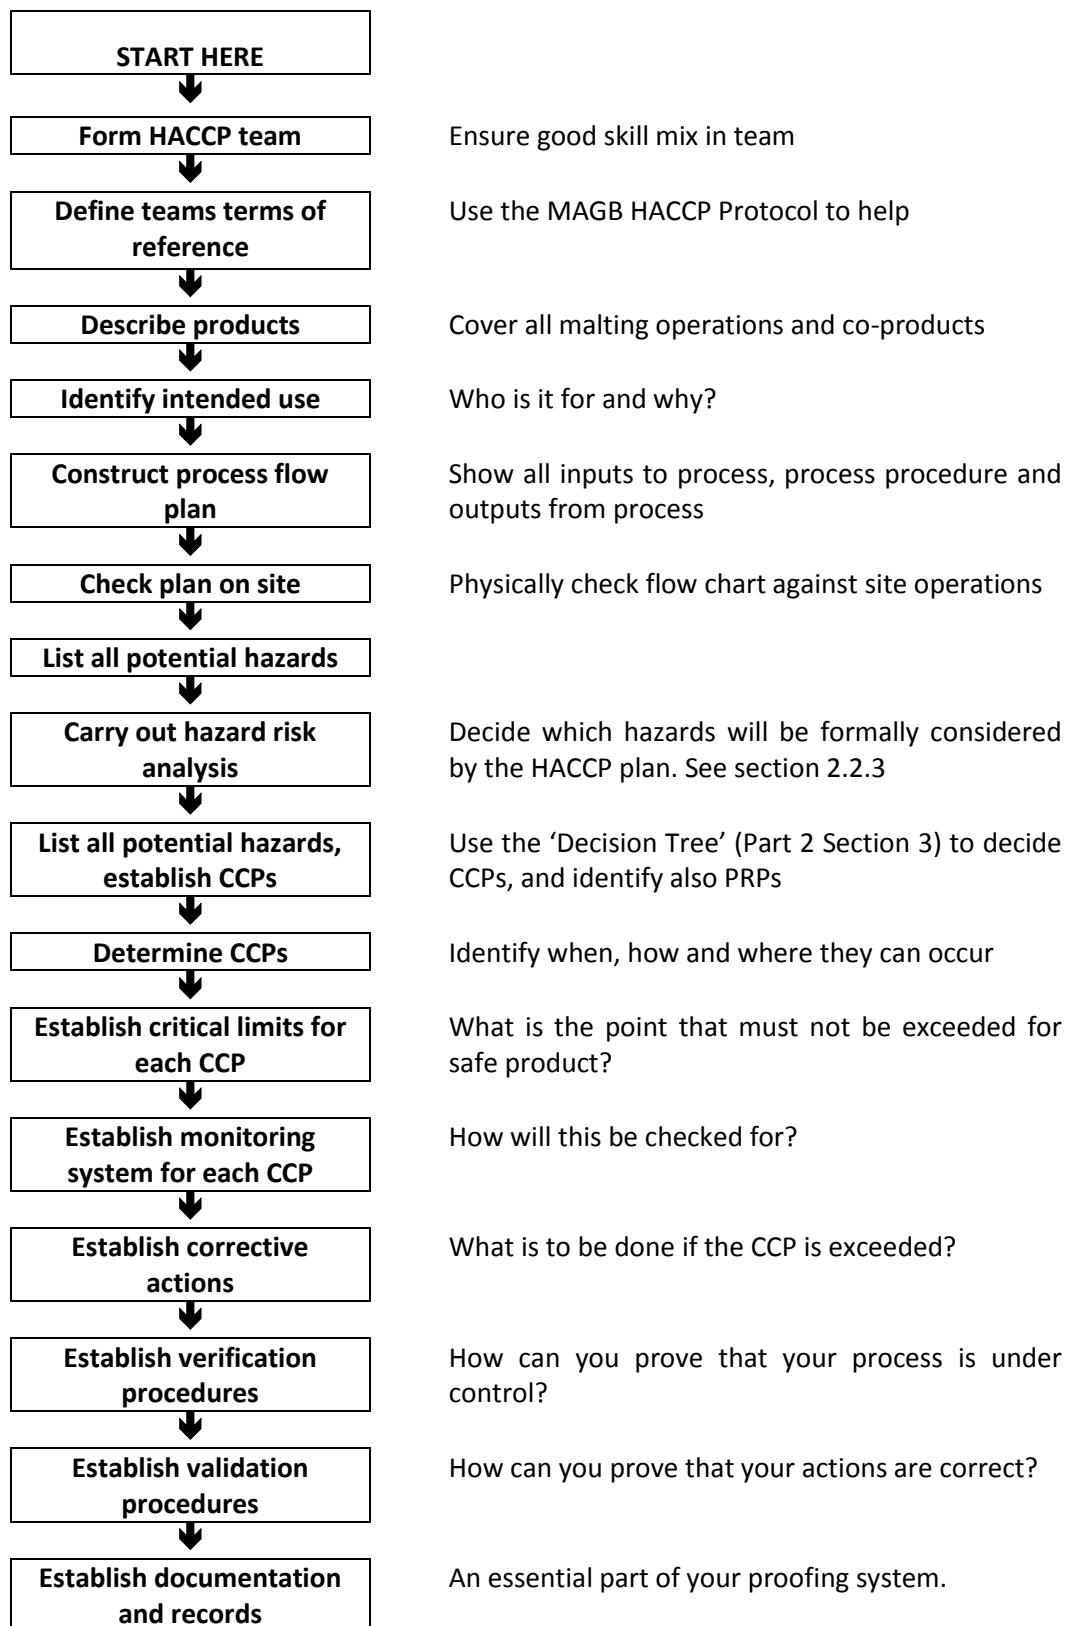 START HERE
Form HACCP team
Ensure good skill mix in team
Define teams terms of
reference
Use the MAGB HACCP Protocol to help
Describe products
Cover all malting operations and co-products
Identify intended use
Who is it for and why?
Construct process flow
plan
Show all inputs to process, process procedure and
outputs from process
Check plan on site
Physically check flow chart against site operations
List all potential hazards
Carry out hazard risk
analysis
Decide which hazards will be formally considered
by the HACCP plan. See section 2.2.3
List all potential hazards,
establish CCPs
Use the ‘Decision Tree’ (Part 2 Section 3) to decide
CCPs, and identify also PRPs
Determine CCPs
Identify when, how and where they can occur
Establish critical limits for
each CCP
What is the point that must not be exceeded for
safe product?
Establish monitoring
system for each CCP
How will this be checked for?
Establish corrective
actions
What is to be done if the CCP is exceeded?
Establish verification
procedures
How can you prove that your process is under
control?
Establish validation
procedures
How can you prove that your actions are correct?
Establish documentation
and records
An essential part of your proofing system.